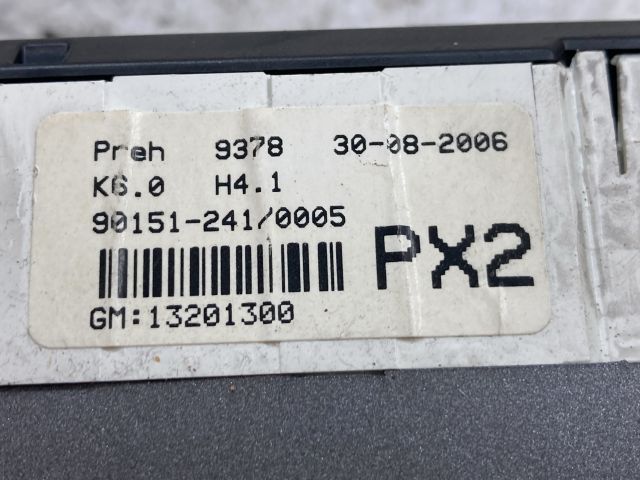 Preh 9378 30-08-2006
K6.0 H4.1
90151-241/0005
PX2
GM:13201300